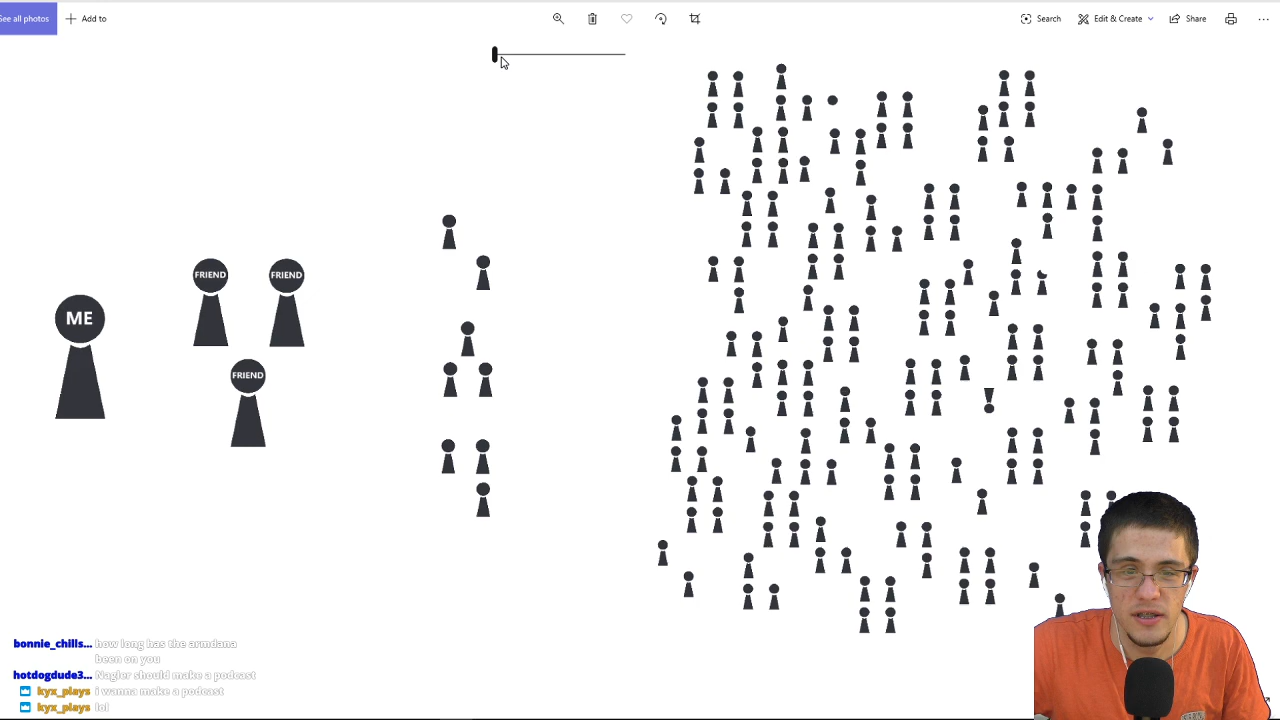 See all photos
Add to
Search
Edit & Create
Share
ME
FRIEND
FRIEND
FRIEND
bonnie_chills... how long has the armdana
been on you
hotdogdude3... Nagler should make a podcast
kyx_plays i wanna make a podcast
kyx_plays lol